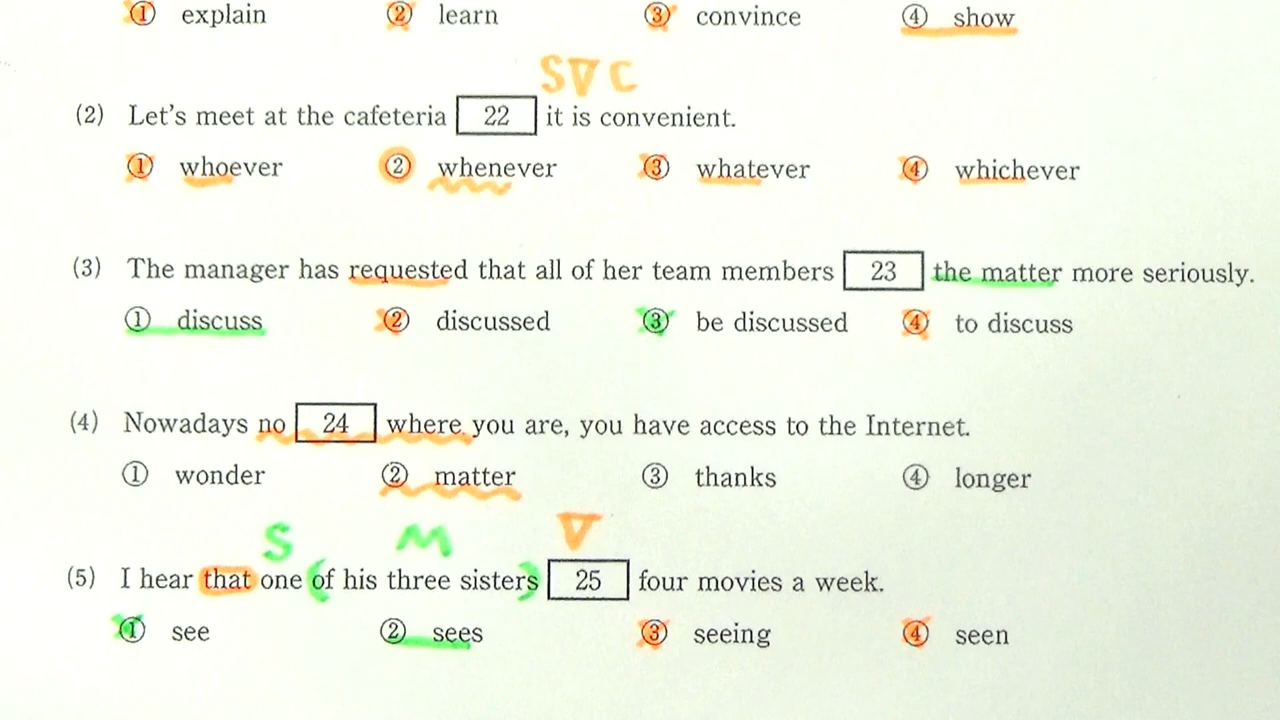 ① explain ② learn ③ convince ④ show
S V C
(2) Let's meet at the cafeteria 22 it is convenient.
① whoever ② whenever ③ whatever ④ whichever
(3) The manager has requested that all of her team members 23 the matter more seriously.
① discuss ② discussed ③ be discussed ④ to discuss
(4) Nowadays no 24 where you are, you have access to the Internet.
① wonder ② matter ③ thanks ④ longer
S M V
(5) I hear that one (of his three sisters) 25 four movies a week.
① see ② sees ③ seeing ④ seen